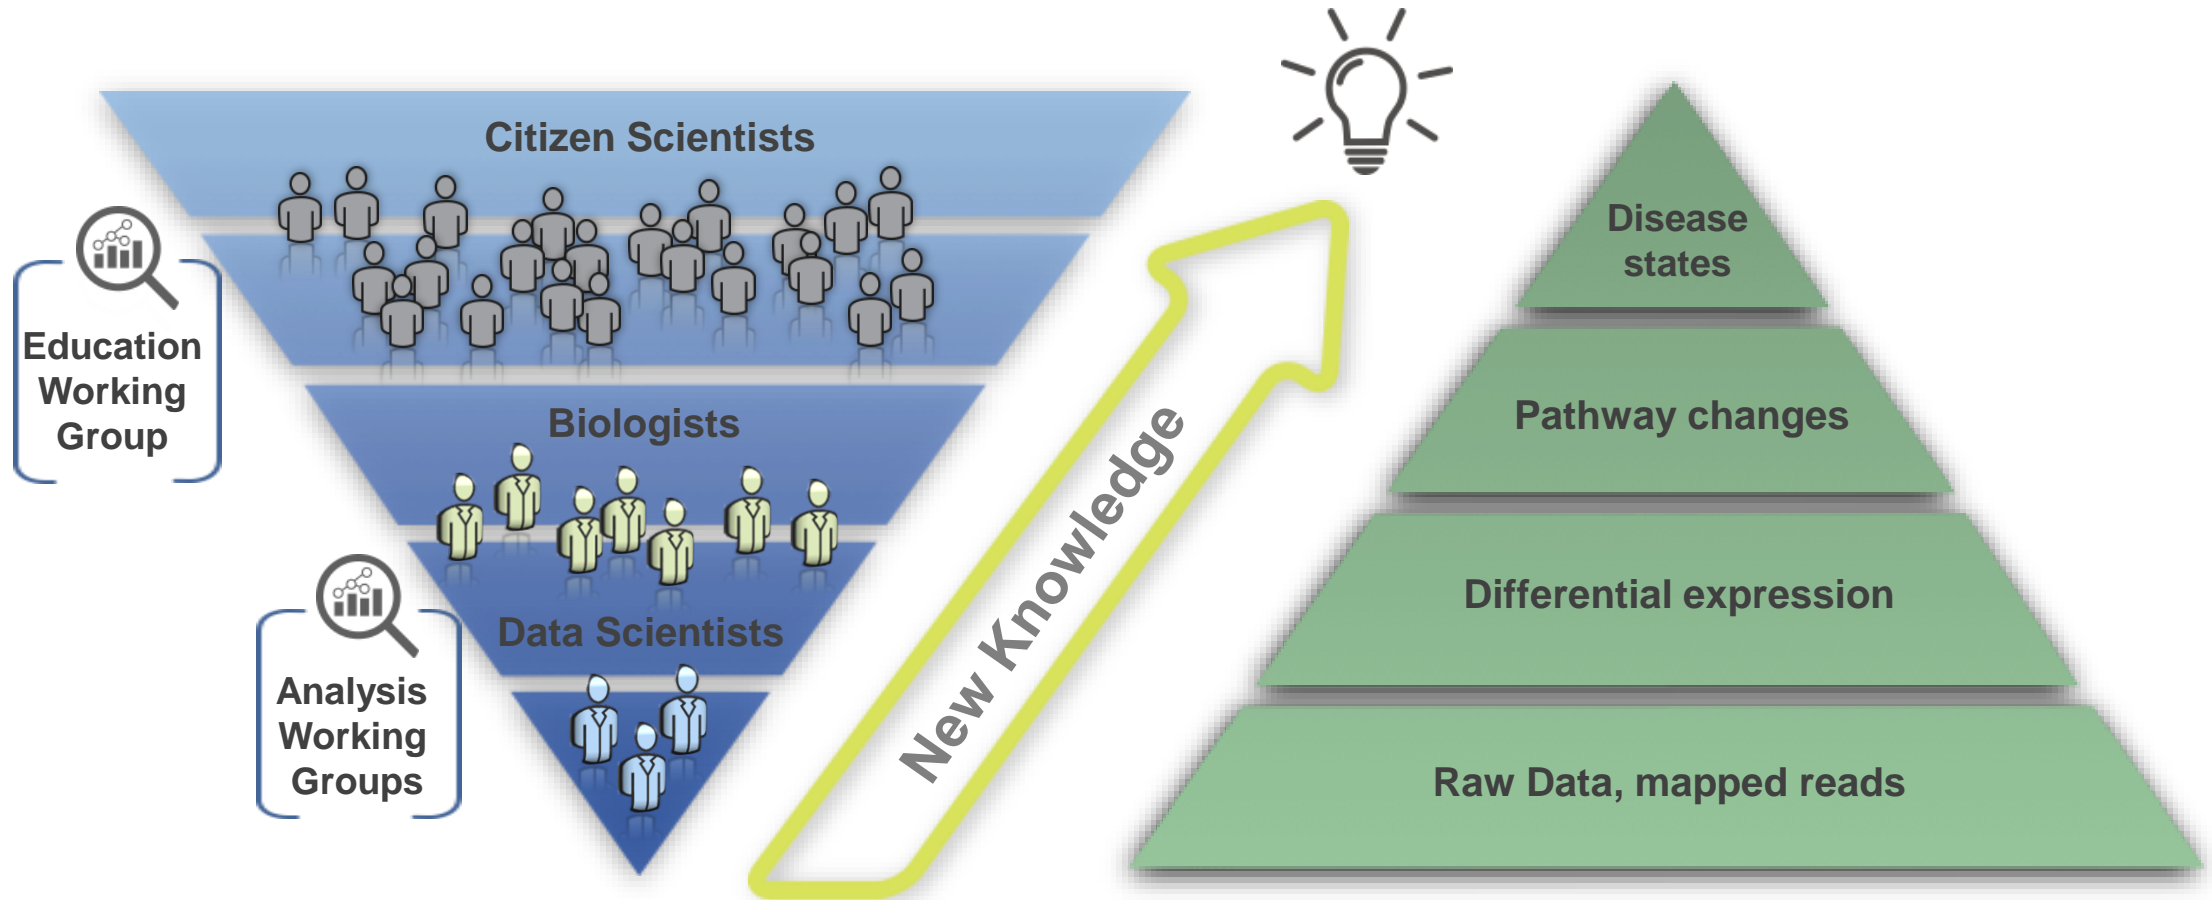 Citizen Scientists
Education
Working
Group
Biologists
Data Scientists
Analysis
Working
Groups
New Knowledge
Disease
states
Pathway changes
Differential expression
Raw Data, mapped reads